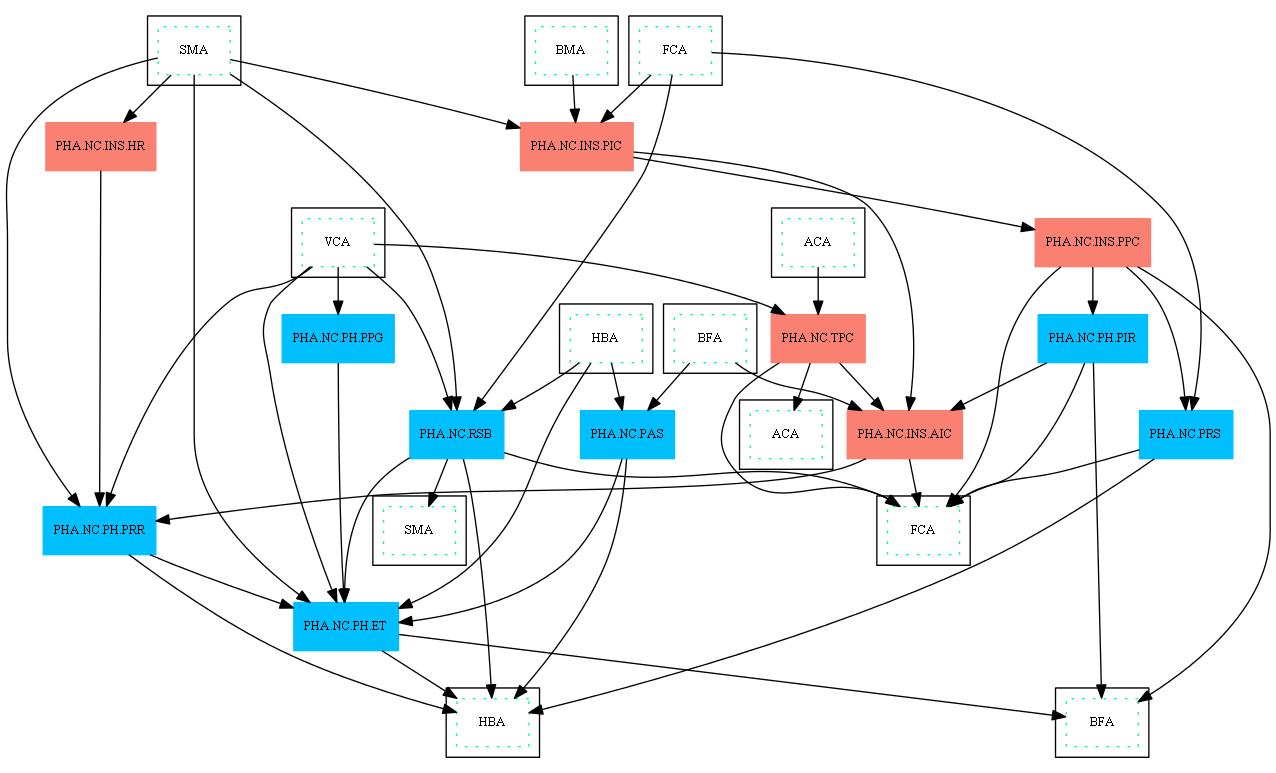 SMA
BMA
FCA
PHA.NC.INS.HR
PHA.NC.INS.PIC
VCA
ACA
PHA.NC.INS.PPC
PHA.NC.PH.PPG
HBA
BFA
PHA.NC.TPC
PHA.NC.PH.PIR
PHA.NC.RSB
PHA.NC.PAS
ACA
PHA.NC.INS.AIC
PHA.NC.PRS
PHA.NC.PH.PRR
SMA
FCA
PHA.NC.PH.ET
HBA
BFA